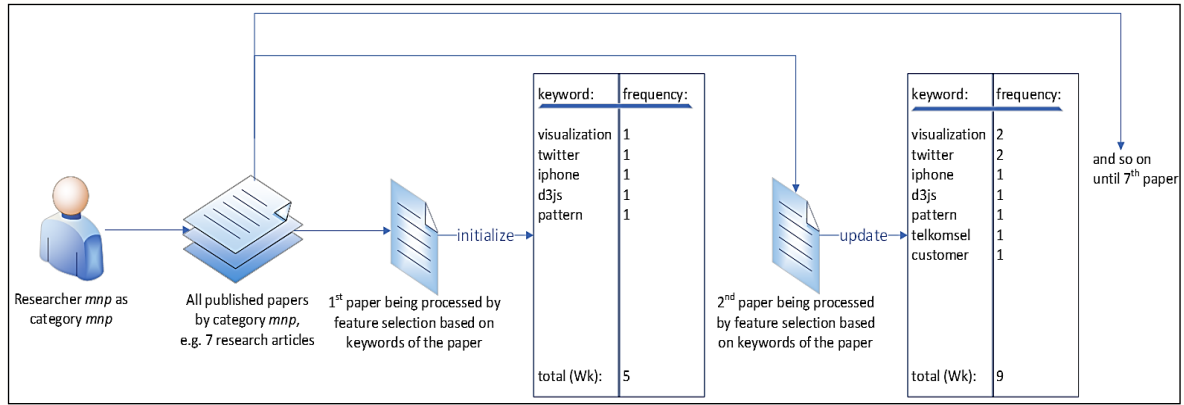 Researcher mnp as
category mnp
All published papers
by category mnp,
e.g. 7 research articles
1st paper being processed by
feature selection based on
keywords of the paper
initialize
keyword: frequency:
visualization 1
twitter 1
iphone 1
d3js 1
pattern 1
total (Wk): 5
2nd paper being processed
by feature selection based
on keywords of the paper
update
keyword: frequency:
visualization 2
twitter 2
iphone 1
d3js 1
pattern 1
telkomsel 1
customer 1
total (Wk): 9
and so on
until 7th paper